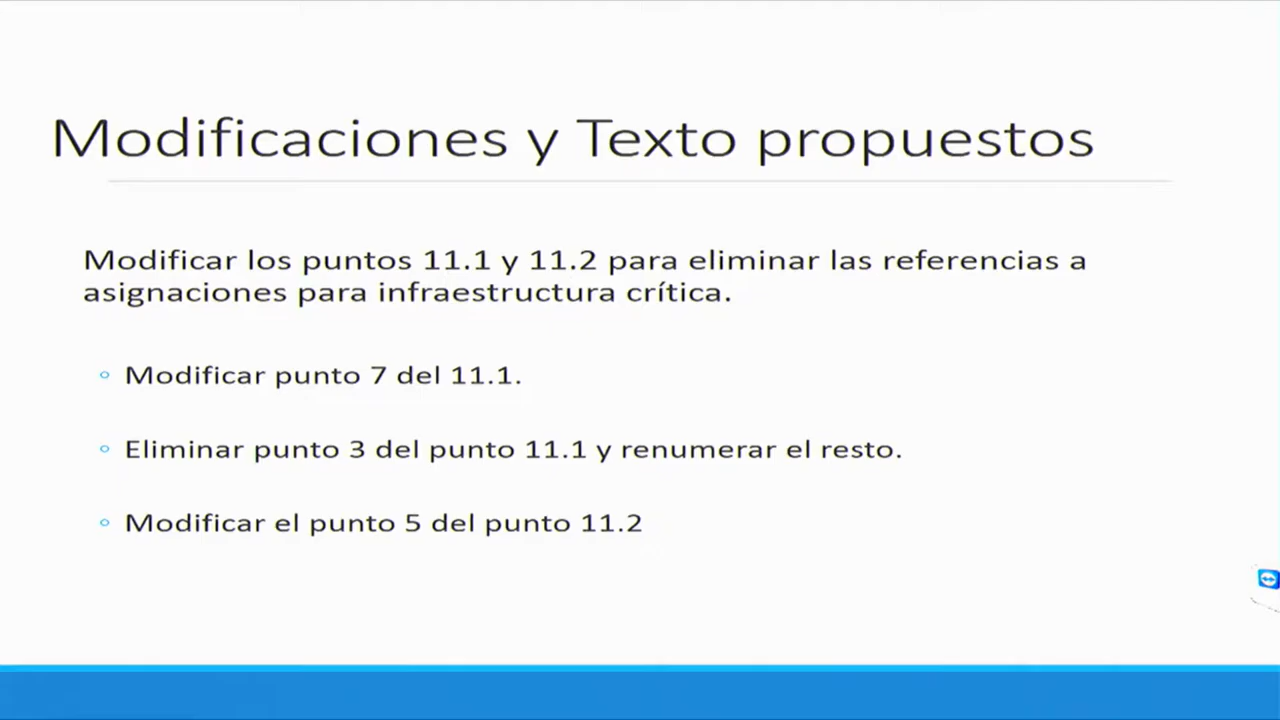 Modificaciones y Texto propuestos
Modificar los puntos 11.1 y 11.2 para eliminar las referencias a
asignaciones para infraestructura crítica.
Modificar punto 7 del 11.1.
Eliminar punto 3 del punto 11.1 y renumerar el resto.
Modificar el punto 5 del punto 11.2